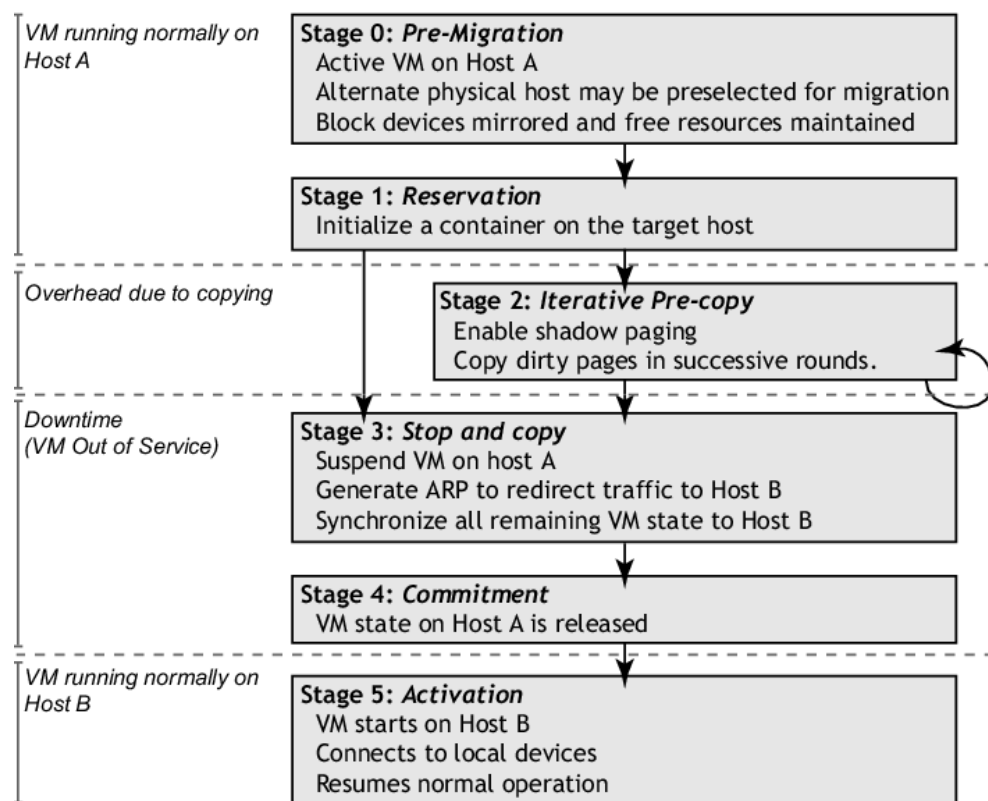 VM running normally on
Host A
Stage 0: Pre-Migration
Active VM on Host A
Alternate physical host may be preselected for migration
Block devices mirrored and free resources maintained
Stage 1: Reservation
Initialize a container on the target host
Overhead due to copying
Stage 2: Iterative Pre-copy
Enable shadow paging
Copy dirty pages in successive rounds.
Downtime
(VM Out of Service)
Stage 3: Stop and copy
Suspend VM on host A
Generate ARP to redirect traffic to Host B
Synchronize all remaining VM state to Host B
Stage 4: Commitment
VM state on Host A is released
VM running normally on
Host B
Stage 5: Activation
VM starts on Host B
Connects to local devices
Resumes normal operation